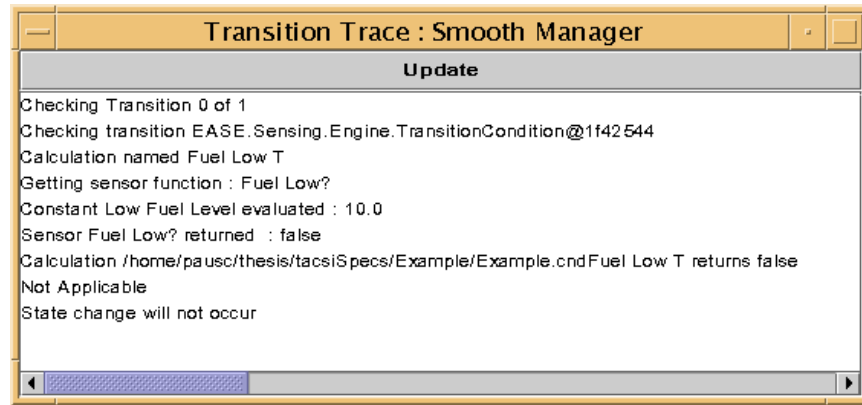 Transition Trace : Smooth Manager
Update
Checking Transition 0 of 1
Checking transition EASE.Sensing.Engine.TransitionCondition@1f42544
Calculation named Fuel Low T
Getting sensor function : Fuel Low?
Constant Low Fuel Level evaluated : 10.0
Sensor Fuel Low? returned  : false
Calculation /home/pausc/thesis/tacsiSpecs/Example/Example.cndFuel Low T returns false
Not Applicable
State change will not occur